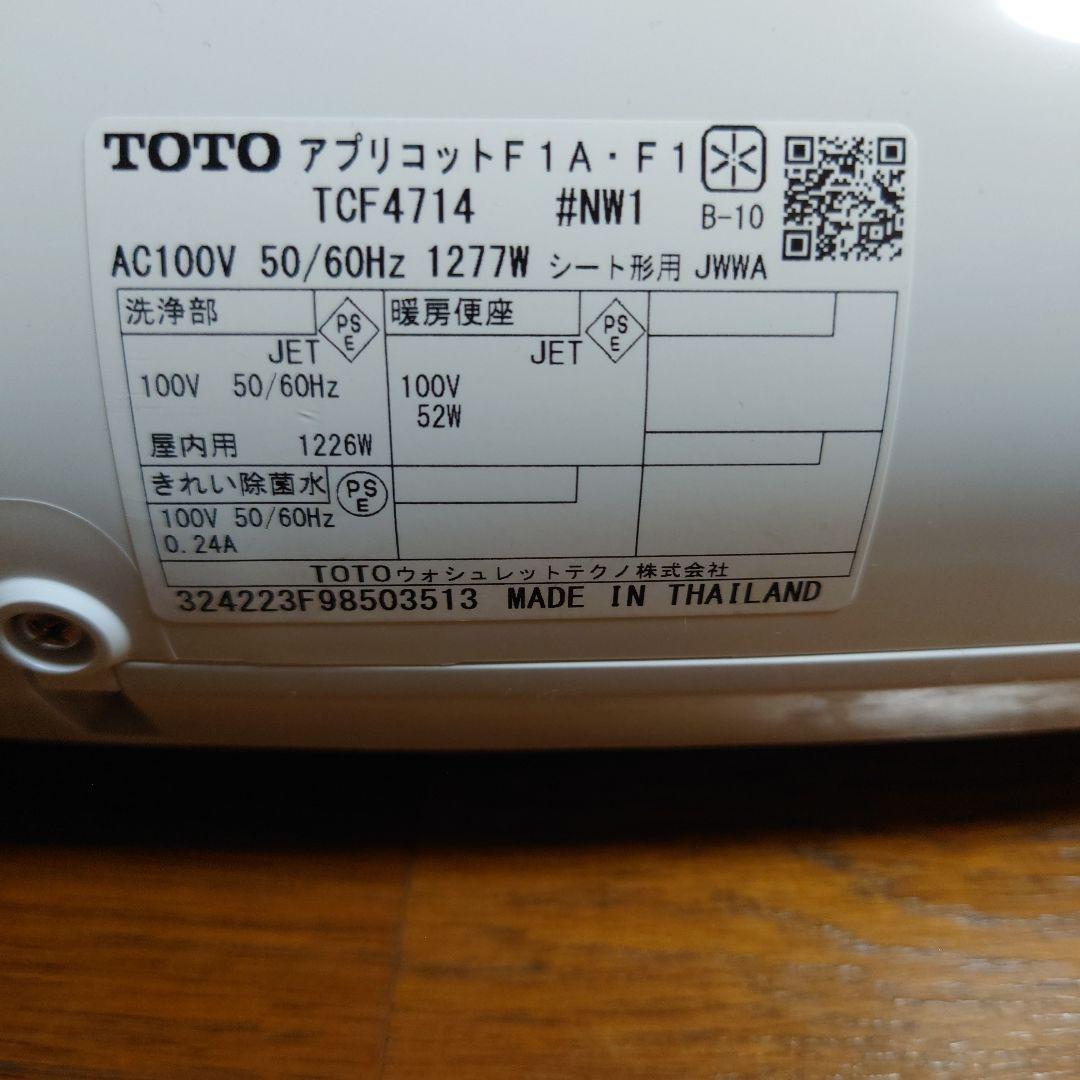 TOTO アプリコットF1A・F1
TCF4714 #NW1 B-10
AC100V 50/60Hz 1277W シート形用 JWWA
洗浄部 PSE JET
100V 50/60Hz
屋内用 1226W
暖房便座 PSE JET
100V
52W
きれい除菌水 PSE
100V 50/60Hz
0.24A
TOTOウォシュレットテクノ株式会社
324223F98503513 MADE IN THAILAND